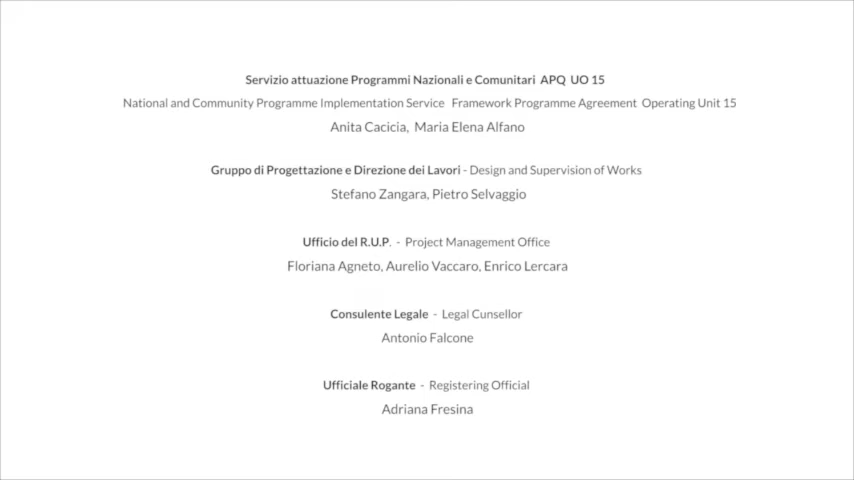 Servizio attuazione Programmi Nazionali e Comunitari APQ UO 15
National and Community Programme Implementation Service Framework Programme Agreement Operating Unit 15
Anita Cacicia, Maria Elena Alfano
Gruppo di Progettazione e Direzione dei Lavori - Design and Supervision of Works
Stefano Zangara, Pietro Selvaggio
Ufficio del R.U.P. - Project Management Office
Floriana Agneto, Aurelio Vaccaro, Enrico Lercara
Consulente Legale - Legal Cunsellor
Antonio Falcone
Ufficiale Rogante - Registering Official
Adriana Fresina